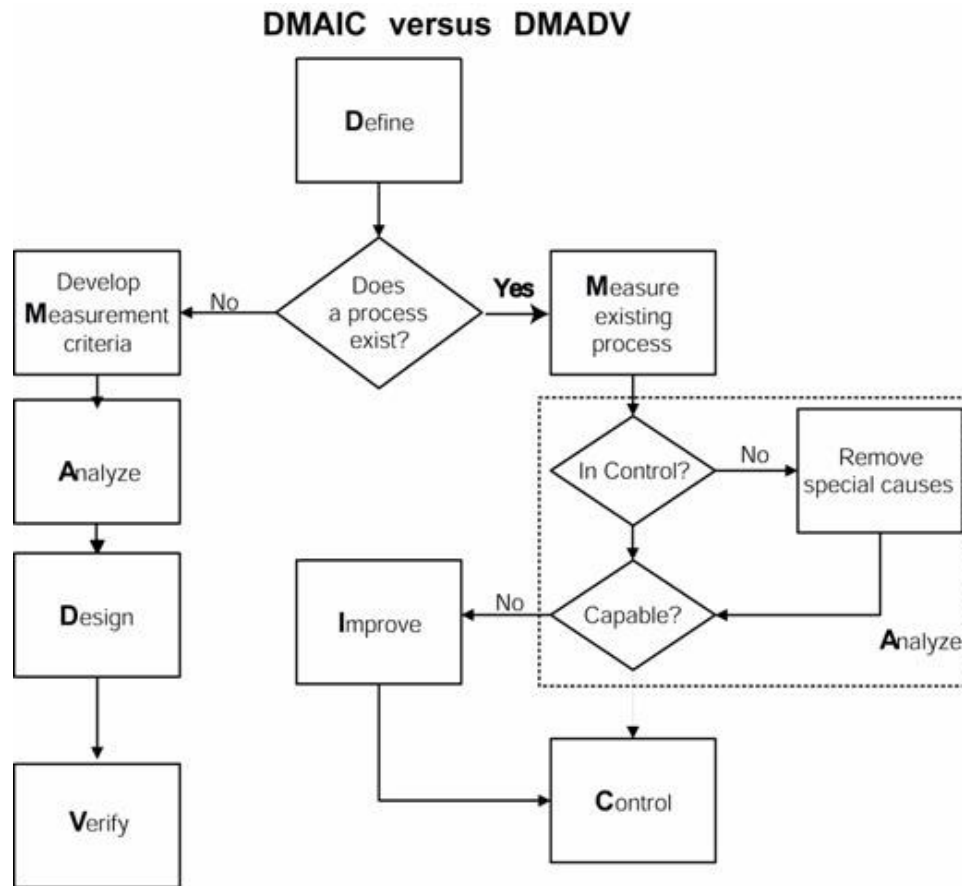 DMAIC versus DMADV
Define
Develop
Measurement
criteria
No
Does
a process
exist?
Yes
Measure
existing
process
Analyze
In Control?
No
Remove
special causes
Design
Improve
No
Capable?
Analyze
Verify
Control